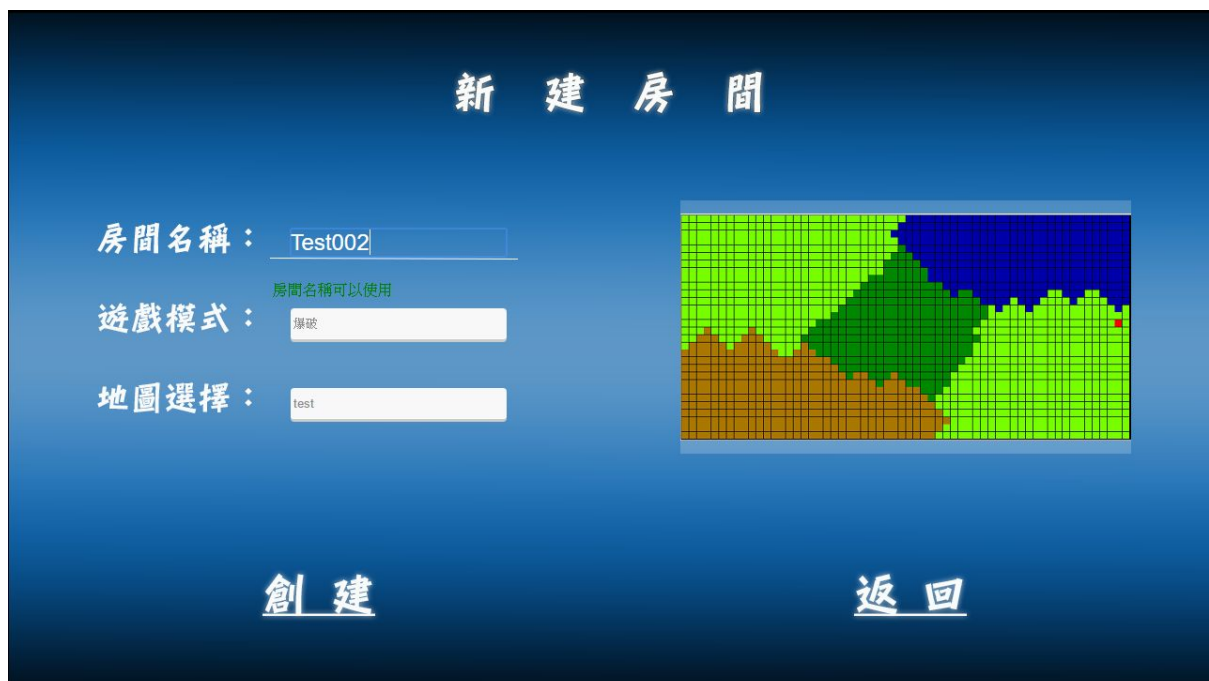 新建房間
房間名稱：Test002
房間名稱可以使用
遊戲模式：爆破
地圖選擇：test
創建 返回